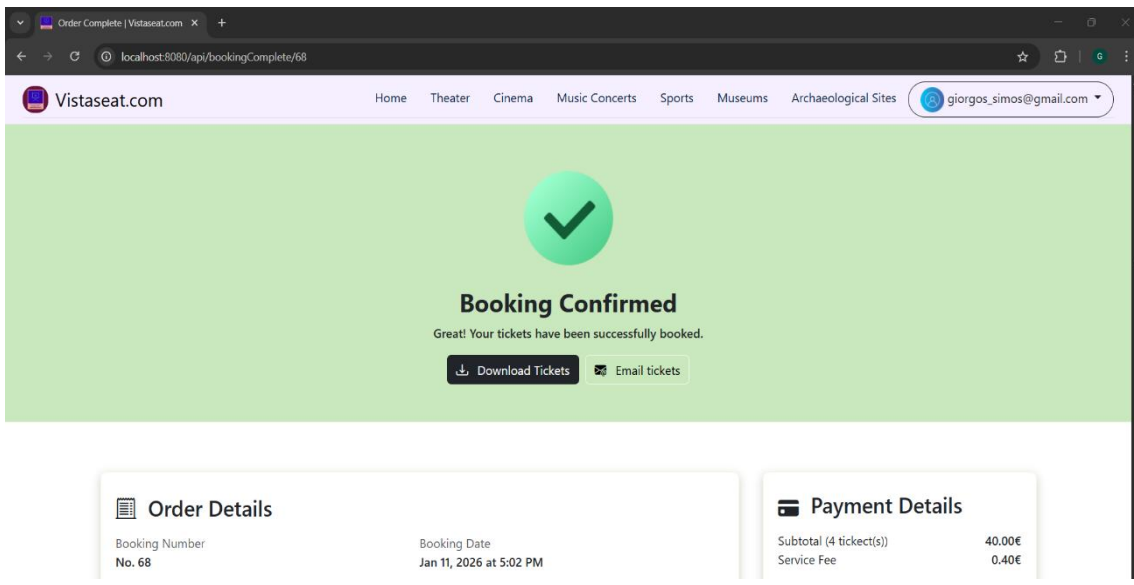 Order Complete | Vistaseat.com
localhost:8080/api/bookingComplete/68
G
Vistaseat.com
Home Theater Cinema Music Concerts Sports Museums Archaeological Sites giorgos_simos@gmail.com
Booking Confirmed
Great! Your tickets have been successfully booked.
Download Tickets Email tickets
Order Details
Booking Number Booking Date
No. 68 Jan 11, 2026 at 5:02 PM
Payment Details
Subtotal (4 tickect(s)) 40.00€
Service Fee 0.40€